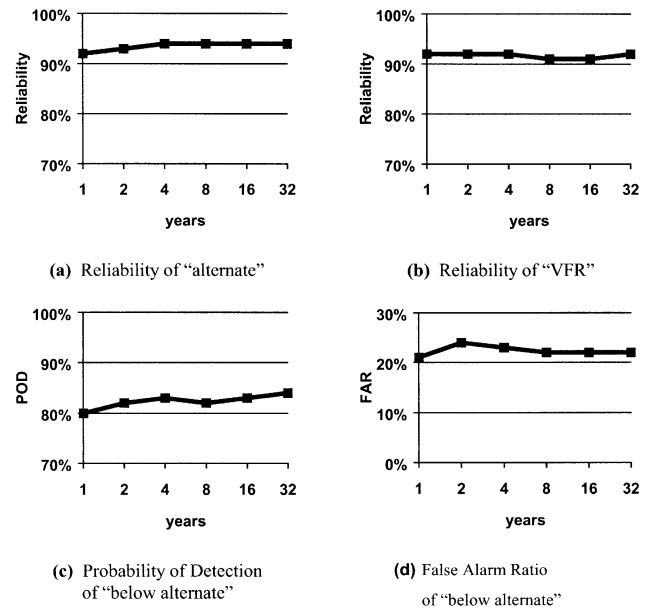 100%
90%
80%
70%
Reliability
1 2 4 8 16 32
years
(a) Reliability of “alternate”
100%
90%
80%
70%
Reliability
1 2 4 8 16 32
years
(b) Reliability of “VFR”
100%
90%
80%
70%
POD
1 2 4 8 16 32
years
(c) Probability of Detection
of “below alternate”
30%
20%
10%
0%
FAR
1 2 4 8 16 32
years
(d) False Alarm Ratio
of “below alternate”